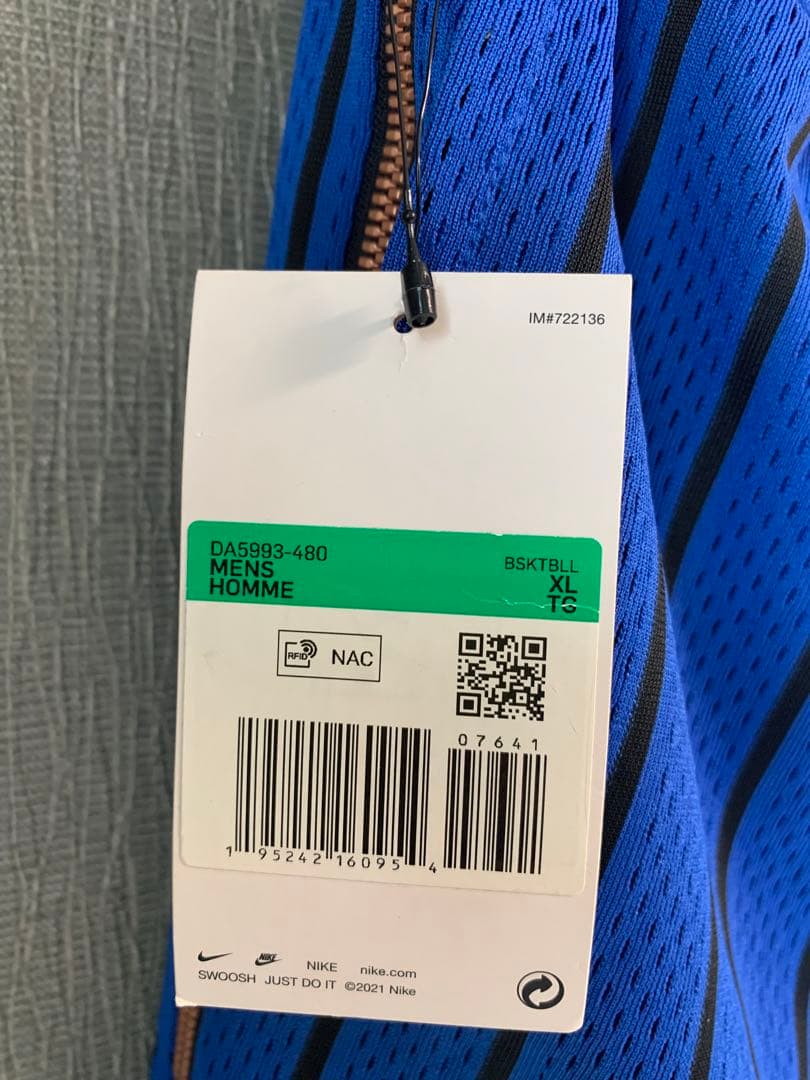 IM#722136
DA5993-480
MENS
HOMME
BSKTBLL
XL
TG
RFID NAC
07641
1 95242 16095 4
NIKE NIKE nike.com
SWOOSH JUST DO IT ©2021 Nike